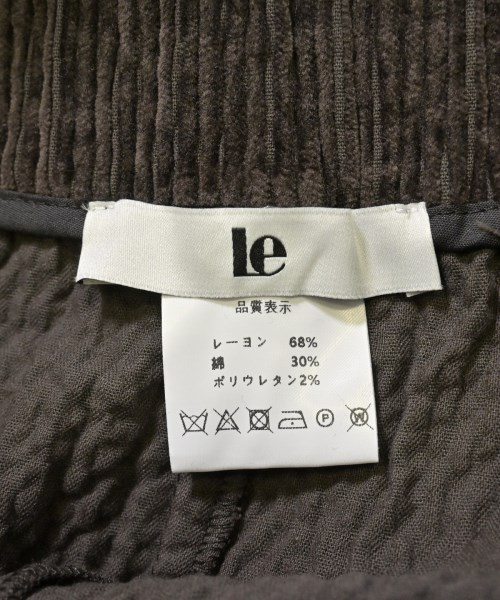 le
品質表示
レーヨン 68%
綿 30%
ポリウレタン2%
P W